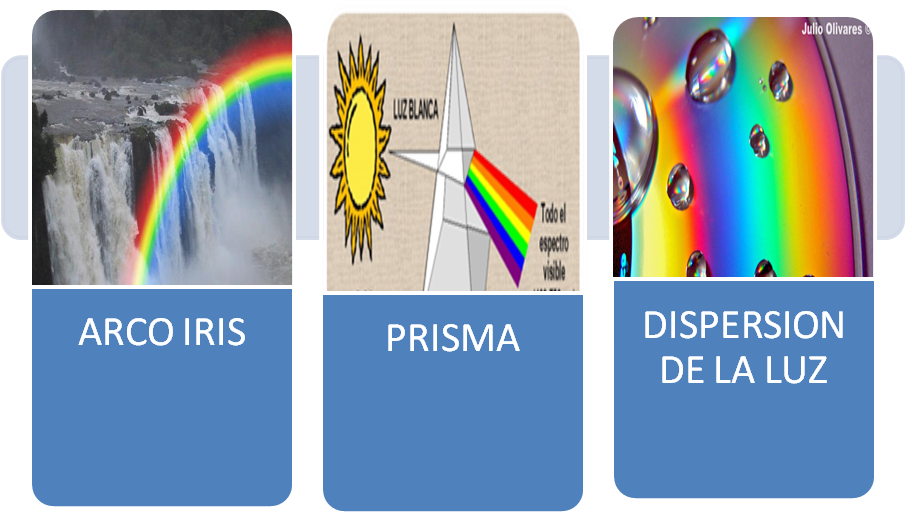 Julio Olivares ©
LUZ BLANCA
Todo el
espectro
visible
ARCO IRIS
PRISMA
DISPERSION
DE LA LUZ